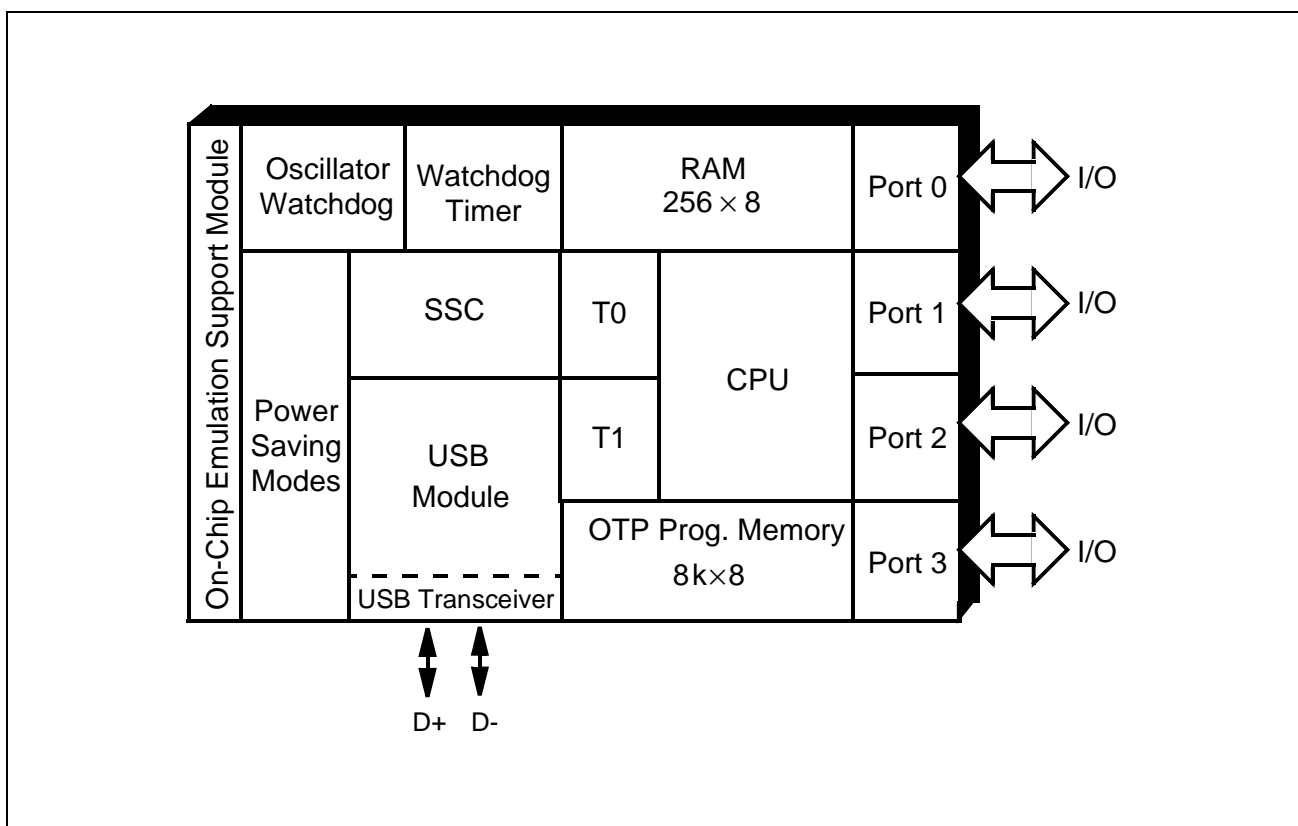 On-Chip Emulation Support Module
Oscillator
Watchdog
Watchdog
Timer
RAM
256 × 8
Port 0
I/O
Power
Saving
Modes
SSC
T0
CPU
Port 1
I/O
USB
Module
T1
Port 2
I/O
OTP Prog. Memory
8k×8
Port 3
I/O
USB Transceiver
D+ D-